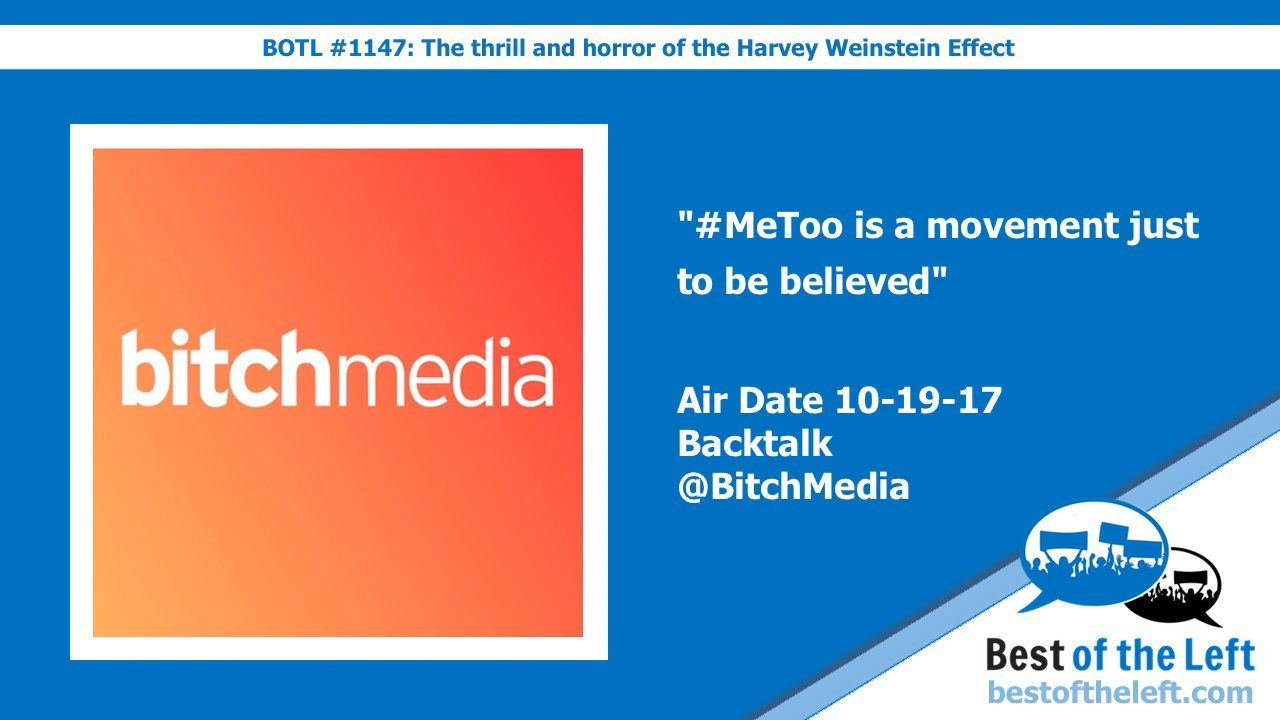 BOTL #1147: The thrill and horror of the Harvey Weinstein Effect
bitchmedia
"#MeToo is a movement just
to be believed"
Air Date 10-19-17
Backtalk
@BitchMedia
Best of the Left
bestoftheleft.com